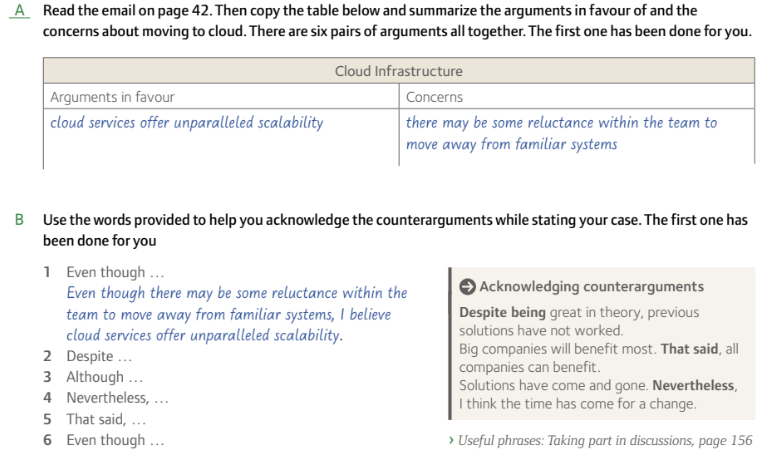 A Read the email on page 42. Then copy the table below and summarize the arguments in favour of and the
concerns about moving to cloud. There are six pairs of arguments all together. The first one has been done for you.
Cloud Infrastructure
Arguments in favour
Concerns
cloud services offer unparalleled scalability
there may be some reluctance within the team to
move away from familiar systems
B Use the words provided to help you acknowledge the counterarguments while stating your case. The first one has
been done for you
1 Even though …
Even though there may be some reluctance within the
team to move away from familiar systems, I believe
cloud services offer unparalleled scalability.
2 Despite …
3 Although …
4 Nevertheless, …
5 That said, …
6 Even though …
Acknowledging counterarguments
Despite being great in theory, previous
solutions have not worked.
Big companies will benefit most. That said, all
companies can benefit.
Solutions have come and gone. Nevertheless,
I think the time has come for a change.
› Useful phrases: Taking part in discussions, page 156